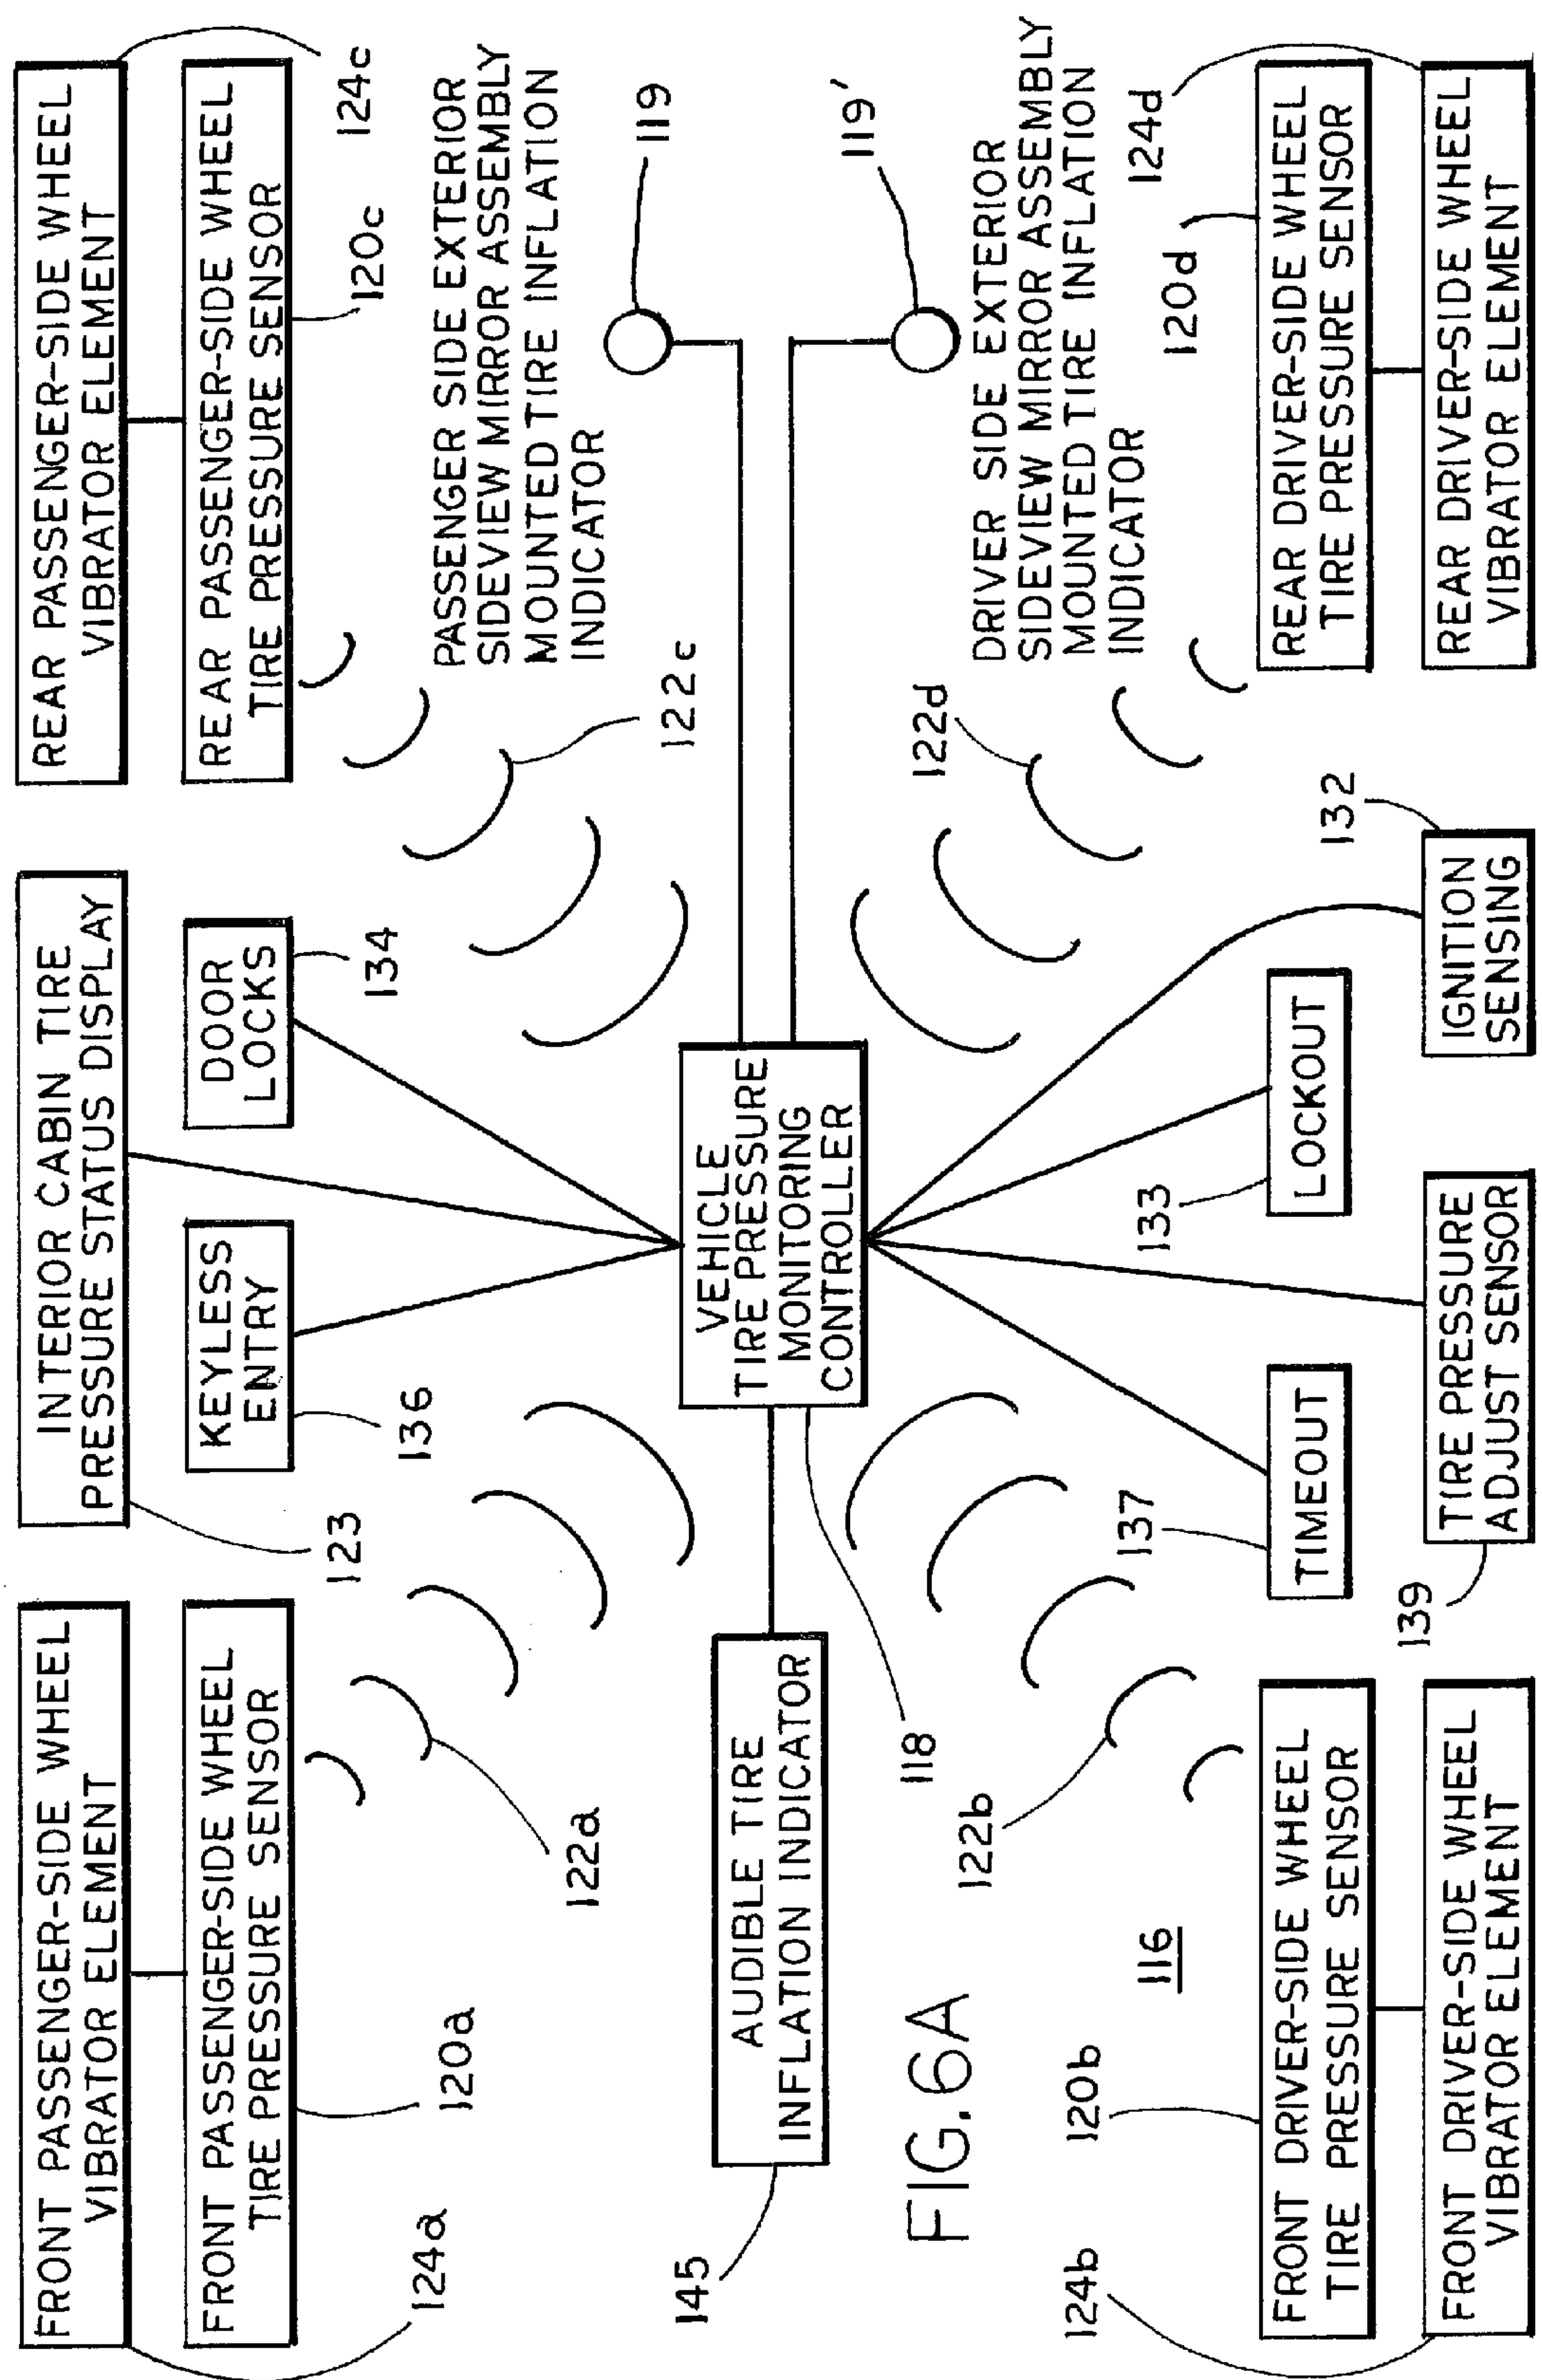 FRONT PASSENGER-SIDE WHEEL
VIBRATOR ELEMENT
INTERIOR CABIN TIRE
PRESSURE STATUS DISPLAY
REAR PASSENGER-SIDE WHEEL
VIBRATOR ELEMENT
FRONT PASSENGER-SIDE WHEEL
TIRE PRESSURE SENSOR
KEYLESS
ENTRY
DOOR
LOCKS
REAR PASSENGER-SIDE WHEEL
TIRE PRESSURE SENSOR
124a
120a
123
136
134
120c
124c
122a
122c
PASSENGER SIDE EXTERIOR
SIDEVIEW MIRROR ASSEMBLY
MOUNTED TIRE INFLATION
INDICATOR
119
145
AUDIBLE TIRE
INFLATION INDICATOR
VEHICLE
TIRE PRESSURE
MONITORING
CONTROLLER
118
119'
FIG. 6A
122b
122d
DRIVER SIDE EXTERIOR
SIDEVIEW MIRROR ASSEMBLY
MOUNTED TIRE INFLATION
INDICATOR
124b
120b
116
137
133
132
120d
124d
FRONT DRIVER-SIDE WHEEL
TIRE PRESSURE SENSOR
TIMEOUT
LOCKOUT
REAR DRIVER-SIDE WHEEL
TIRE PRESSURE SENSOR
139
FRONT DRIVER-SIDE WHEEL
VIBRATOR ELEMENT
TIRE PRESSURE
ADJUST SENSOR
IGNITION
SENSING
REAR DRIVER-SIDE WHEEL
VIBRATOR ELEMENT